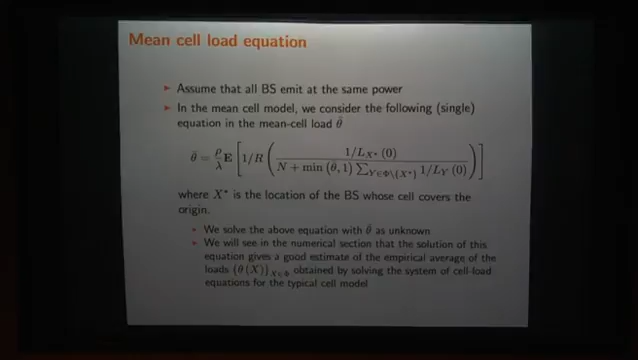 Mean cell load equation
► Assume that all BS emit at the same power
► In the mean cell model, we consider the following (single)
equation in the mean-cell load θ̄
θ̄ = ρ/λ E [ 1/R ( 1/L_{X*} (0) / N + min (θ̄, 1) ∑_{Y∈Φ\{X*}} 1/L_Y (0) ) ]
where X* is the location of the BS whose cell covers the
origin.
► We solve the above equation with θ̄ as unknown
► We will see in the numerical section that the solution of this
equation gives a good estimate of the empirical average of the
loads {θ (X)}_{X∈Φ} obtained by solving the system of cell-load
equations for the typical cell model